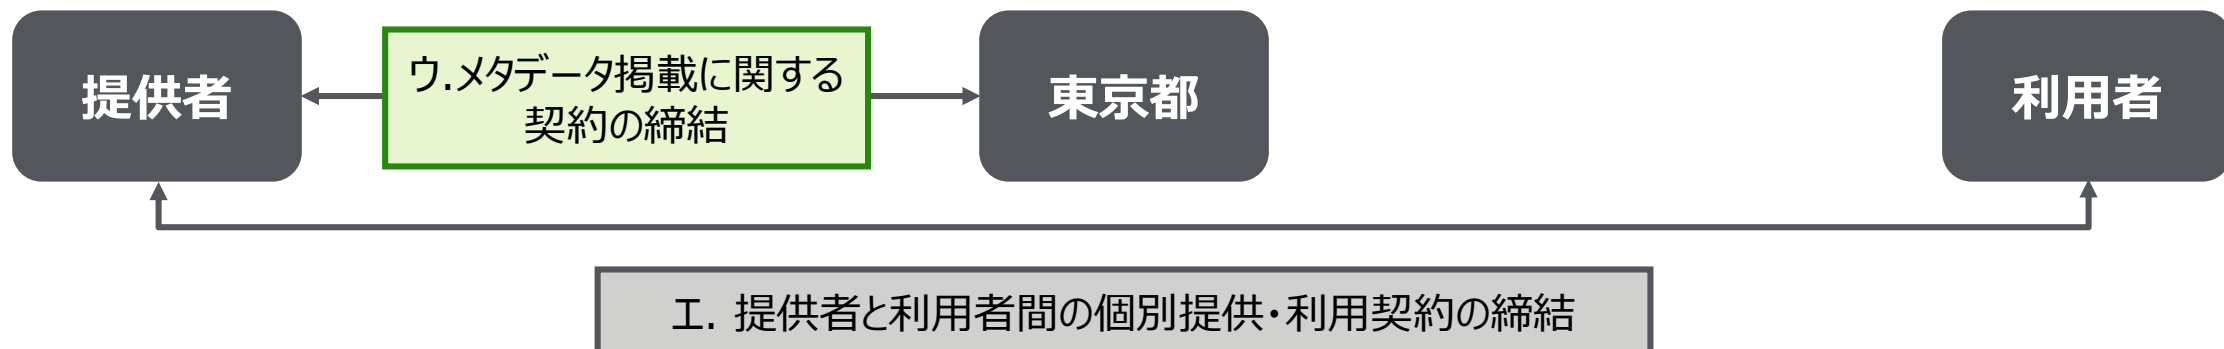 提供者
ウ.メタデータ掲載に関する
契約の締結
東京都
利用者
エ. 提供者と利用者間の個別提供・利用契約の締結